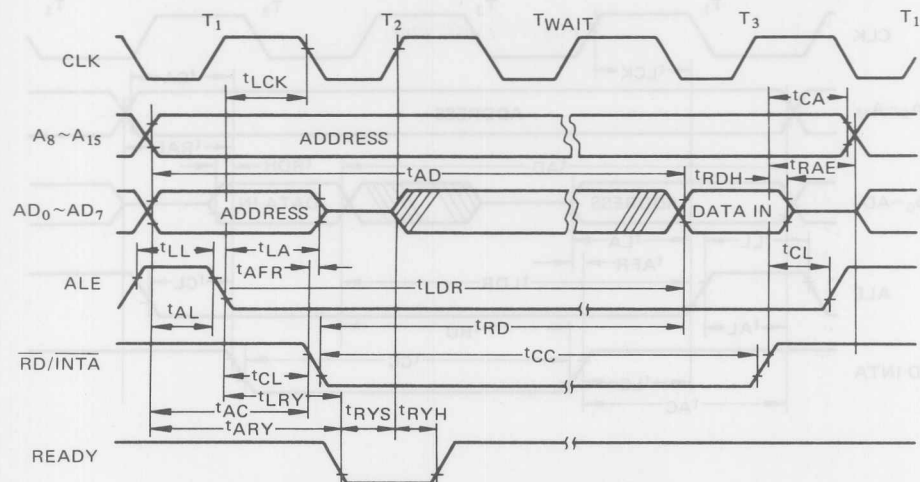 T1 T2 TWAIT T3 T1
CLK
tLCK
tCA
A8~A15
ADDRESS
tRAE
tAD
tRDH
AD0~AD7
ADDRESS
DATA IN
tLL
tLA
tAFR
tCL
ALE
tLDR
tAL
tRD
RD/INTA
tCC
tCL
tLRY
tAC
tRYS
tRYH
tARY
READY